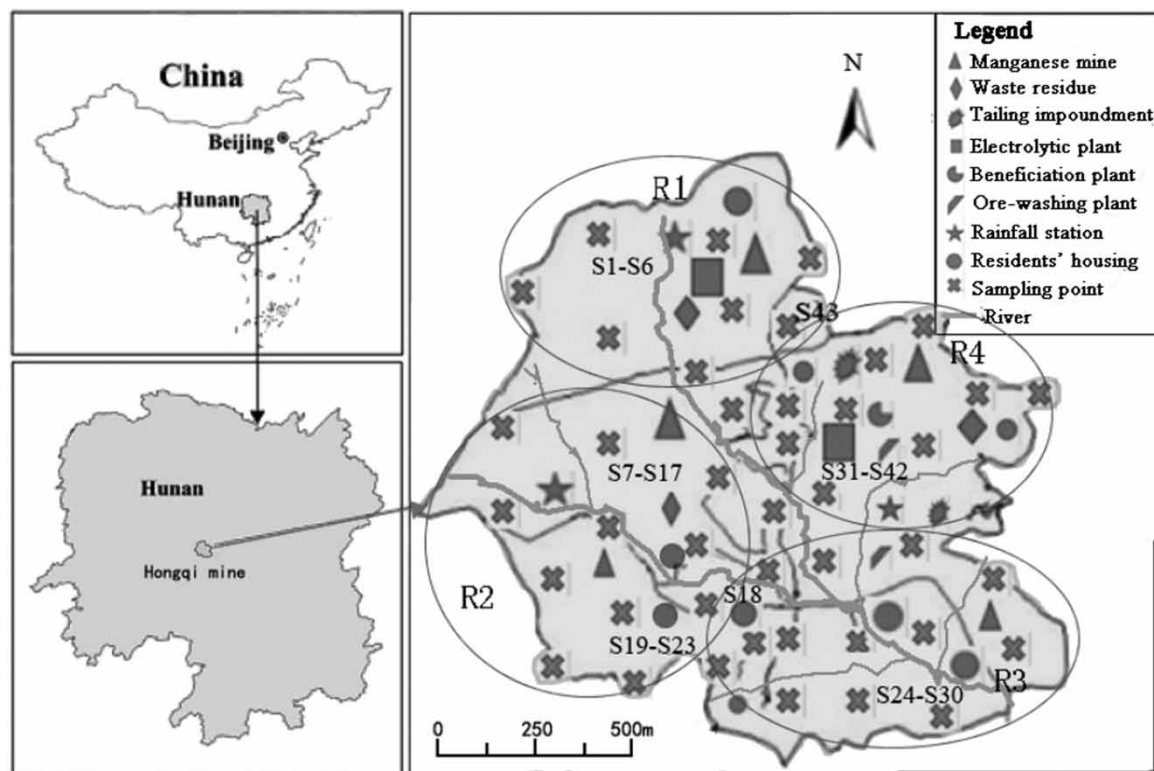 China
Beijing
Hunan
Hunan
Hongqi mine
N
R1
S1-S6
S43
R4
S7-S17
S31-S42
R2
S18
S19-S23
S24-S30
R3
0 250 500m
Legend
Manganese mine
Waste residue
Tailing impoundment
Electrolytic plant
Beneficiation plant
Ore-washing plant
Rainfall station
Residents' housing
Sampling point
River